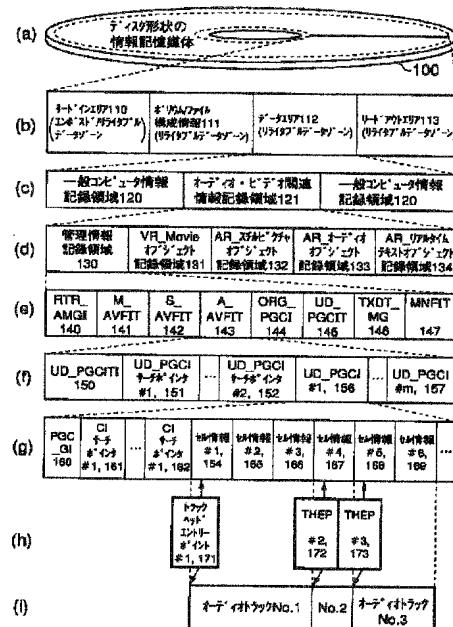 (a)
ディスク形状の
情報記憶媒体
100
(b)
リードインエリア110
(エンボスド/リライタブル
データゾーン)
ボリウム/ファイル
構成情報111
(リライタブルデータゾーン)
データエリア112
(リライタブルデータゾーン)
リードアウトエリア113
(リライタブルデータゾーン)
(c)
一般コンピュータ情報
記録領域120
オーディオ・ビデオ関連
情報記録領域121
一般コンピュータ情報
記録領域120
(d)
管理情報
記録領域
130
VR_Movie
オブジェクト
記録領域131
AR_スチルピクチャ
オブジェクト
記録領域132
AR_オーディオ
オブジェクト
記録領域133
AR_リアルタイム
テキストオブジェクト
記録領域134
(e)
RTR_
AMGI
140
M_
AVFIT
141
S_
AVFIT
142
A_
AVFIT
143
ORG_
PGCI
144
UD_
PGCIT
145
TXDT_
MG
146
MNFIT
147
(f)
UD_PGCITI
150
UD_PGCI
サーチポインタ
#1, 151
…
UD_PGCI
サーチポインタ
#2, 152
UD_PGCI
#1, 156
…
UD_PGCI
#m, 157
(g)
PGC
_GI
160
CI
サーチ
ポインタ
#1, 161
…
CI
サーチ
ポインタ
#1, 162
セル情報
#1,
154
セル情報
#2,
165
セル情報
#3,
166
セル情報
#4,
167
セル情報
#5,
168
セル情報
#6,
169
…
(h)
トラック
ヘッド
エントリー
ポイント
#1, 171
THEP
#2,
172
THEP
#3,
173
(i)
オーディオトラックNo.1
No.2
オーディオトラック
No.3